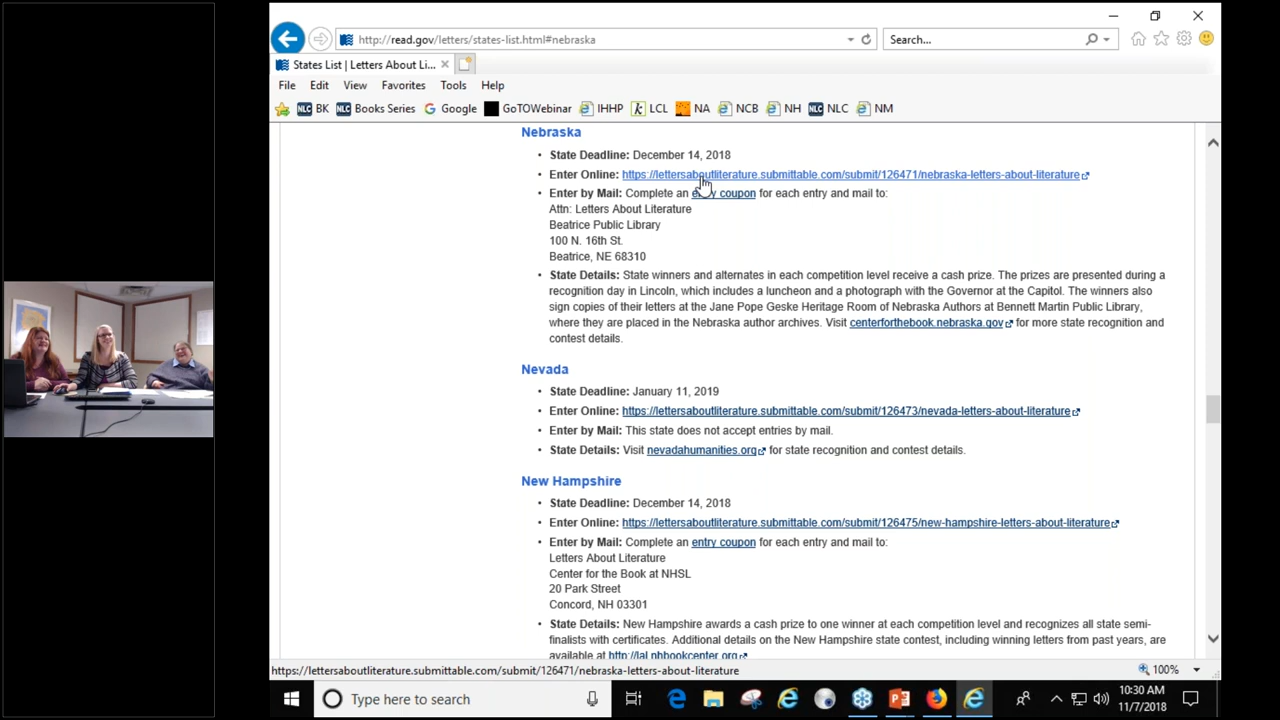 http://read.gov/letters/states-list.html#nebraska
Search...
States List | Letters About Li...
File Edit View Favorites Tools Help
NLC BK NLC Books Series Google GoTOWebinar IHHP k LCL NA NCB NH NLC NLC NM
Nebraska
• State Deadline: December 14, 2018
• Enter Online: https://lettersaboutliterature.submittable.com/submit/126471/nebraska-letters-about-literature
• Enter by Mail: Complete an entry coupon for each entry and mail to:
Attn: Letters About Literature
Beatrice Public Library
100 N. 16th St.
Beatrice, NE 68310
• State Details: State winners and alternates in each competition level receive a cash prize. The prizes are presented during a
recognition day in Lincoln, which includes a luncheon and a photograph with the Governor at the Capitol. The winners also
sign copies of their letters at the Jane Pope Geske Heritage Room of Nebraska Authors at Bennett Martin Public Library,
where they are placed in the Nebraska author archives. Visit centerforthebook.nebraska.gov for more state recognition and
contest details.
Nevada
• State Deadline: January 11, 2019
• Enter Online: https://lettersaboutliterature.submittable.com/submit/126473/nevada-letters-about-literature
• Enter by Mail: This state does not accept entries by mail.
• State Details: Visit nevadahumanities.org for state recognition and contest details.
New Hampshire
• State Deadline: December 14, 2018
• Enter Online: https://lettersaboutliterature.submittable.com/submit/126475/new-hampshire-letters-about-literature
• Enter by Mail: Complete an entry coupon for each entry and mail to:
Letters About Literature
Center for the Book at NHSL
20 Park Street
Concord, NH 03301
• State Details: New Hampshire awards a cash prize to one winner at each competition level and recognizes all state semi-
finalists with certificates. Additional details on the New Hampshire state contest, including winning letters from past years, are
available at http://lal.nhbookcenter.org
https://lettersaboutliterature.submittable.com/submit/126471/nebraska-letters-about-literature
100%
Type here to search
10:30 AM
11/7/2018